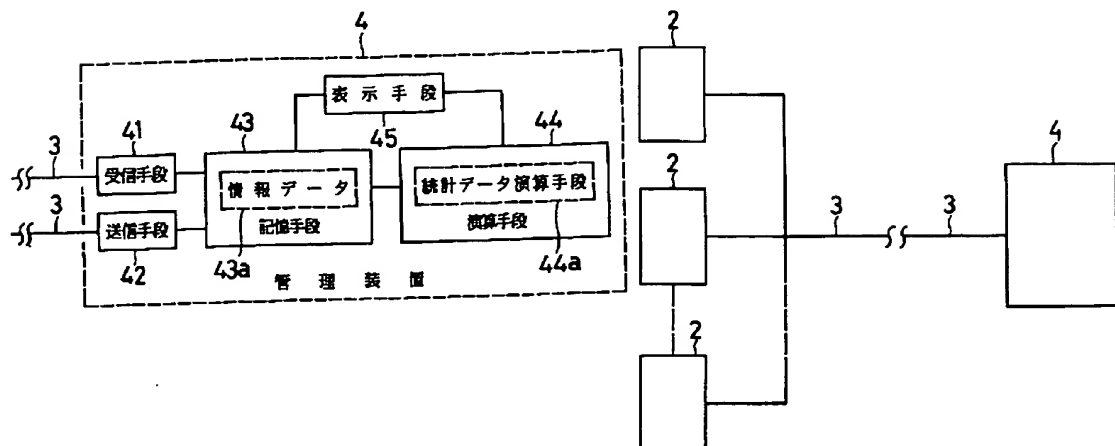 4
表示手段
45
3
41
受信手段
43
情報データ
記憶手段
43a
44
統計データ演算手段
演算手段
44a
3
送信手段
42
管理装置
2
2
2
3
3
4